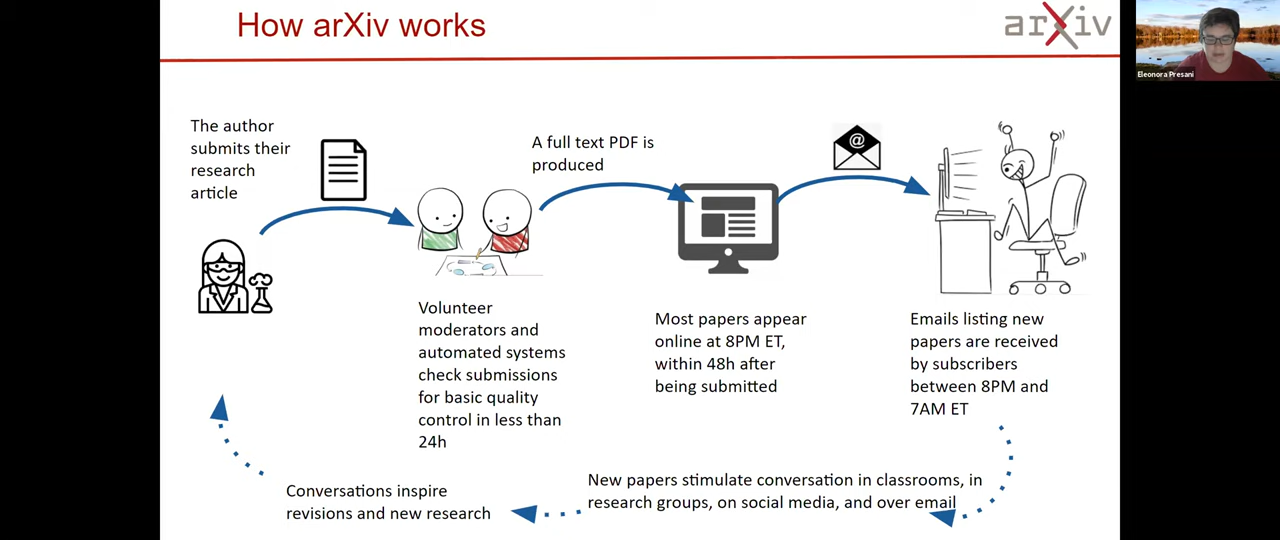 How arXiv works
arXiv
Eleonora Presani
The author
submits their
research
article
A full text PDF is
produced
@
Volunteer
moderators and
automated systems
check submissions
for basic quality
control in less than
24h
Most papers appear
online at 8PM ET,
within 48h after
being submitted
Emails listing new
papers are received
by subscribers
between 8PM and
7AM ET
New papers stimulate conversation in classrooms, in
research groups, on social media, and over email
Conversations inspire
revisions and new research